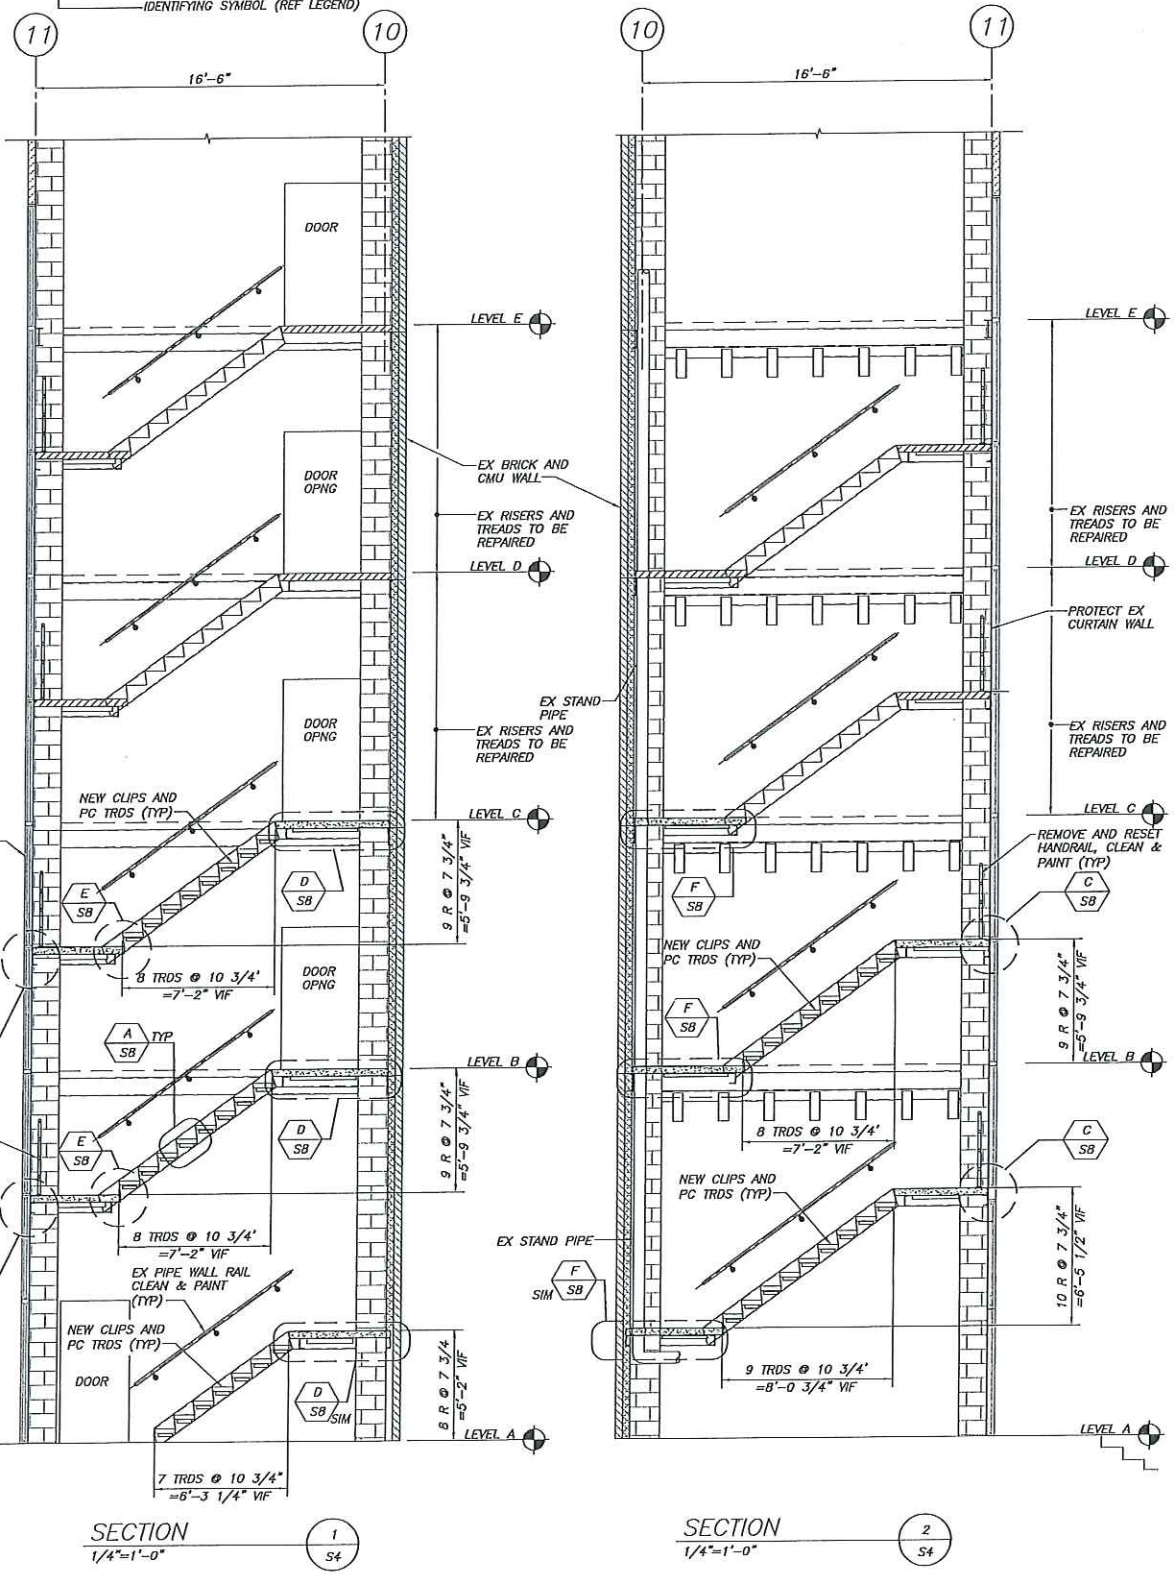 IDENTIFYING SYMBOL (REF LEGEND)
11
10
16'-6"
DOOR
LEVEL E
DOOR
OPNG
EX BRICK AND
CMU WALL
EX RISERS AND
TREADS TO BE
REPAIRED
LEVEL D
DOOR
OPNG
EX RISERS AND
TREADS TO BE
REPAIRED
NEW CLIPS AND
PC TRDS (TYP)
LEVEL C
E
S8
D
S8
9 R @ 7 3/4"
=5'-9 3/4" VIF
8 TRDS @ 10 3/4'
=7'-2" VIF
DOOR
OPNG
A
S8
TYP
LEVEL B
E
S8
D
S8
9 R @ 7 3/4"
=5'-9 3/4" VIF
8 TRDS @ 10 3/4'
=7'-2" VIF
EX PIPE WALL RAIL
CLEAN & PAINT
(TYP)
NEW CLIPS AND
PC TRDS (TYP)
DOOR
D
S8
SIM
8 R @ 7 3/4
=5'-2" VIF
LEVEL A
7 TRDS @ 10 3/4"
=6'-3 1/4" VIF
SECTION
1/4"=1'-0"
1
S4
10
11
16'-6"
LEVEL E
EX RISERS AND
TREADS TO BE
REPAIRED
LEVEL D
PROTECT EX
CURTAIN WALL
EX STAND
PIPE
EX RISERS AND
TREADS TO BE
REPAIRED
LEVEL C
REMOVE AND RESET
HANDRAIL, CLEAN &
PAINT (TYP)
F
S8
C
S8
NEW CLIPS AND
PC TRDS (TYP)
F
S8
9 R @ 7 3/4"
=5'-9 3/4" VIF
LEVEL B
8 TRDS @ 10 3/4'
=7'-2" VIF
C
S8
NEW CLIPS AND
PC TRDS (TYP)
EX STAND PIPE
F
S8
SIM
10 R @ 7 3/4"
=6'-5 1/2" VIF
9 TRDS @ 10 3/4'
=8'-0 3/4" VIF
LEVEL A
SECTION
1/4"=1'-0"
2
S4